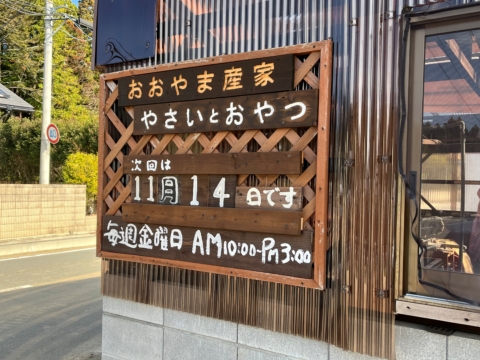 おおやま産家
やさいとおやつ
次回は
11月14日です
毎週金曜日 AM10:00-Pm3:00